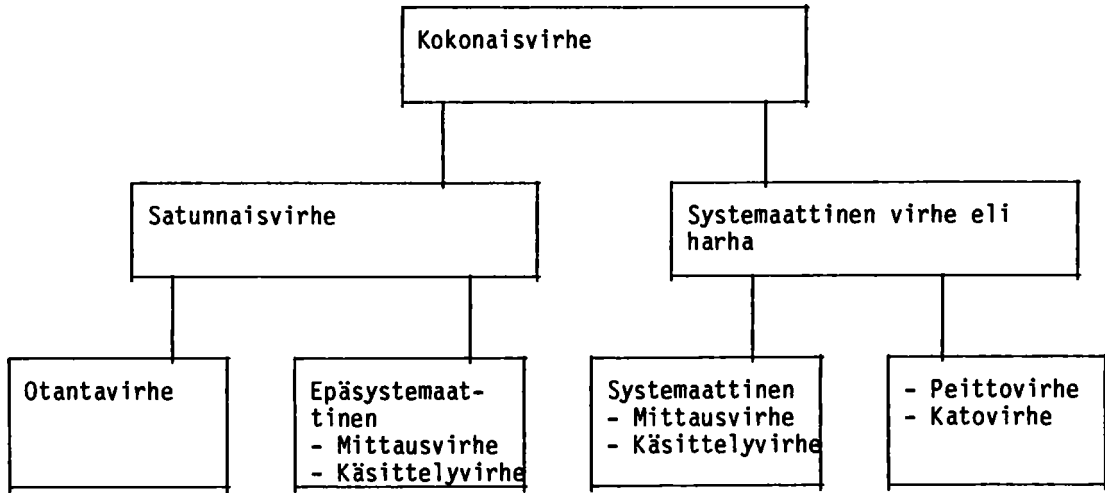 Kokonaisvirhe
Satunnaisvirhe
Systemaattinen virhe eli
harha
Otantavirhe
Epäsystemaat-
tinen
- Mittausvirhe
- Käsittelyvirhe
Systemaattinen
- Mittausvirhe
- Käsittelyvirhe
- Peittovirhe
- Katovirhe